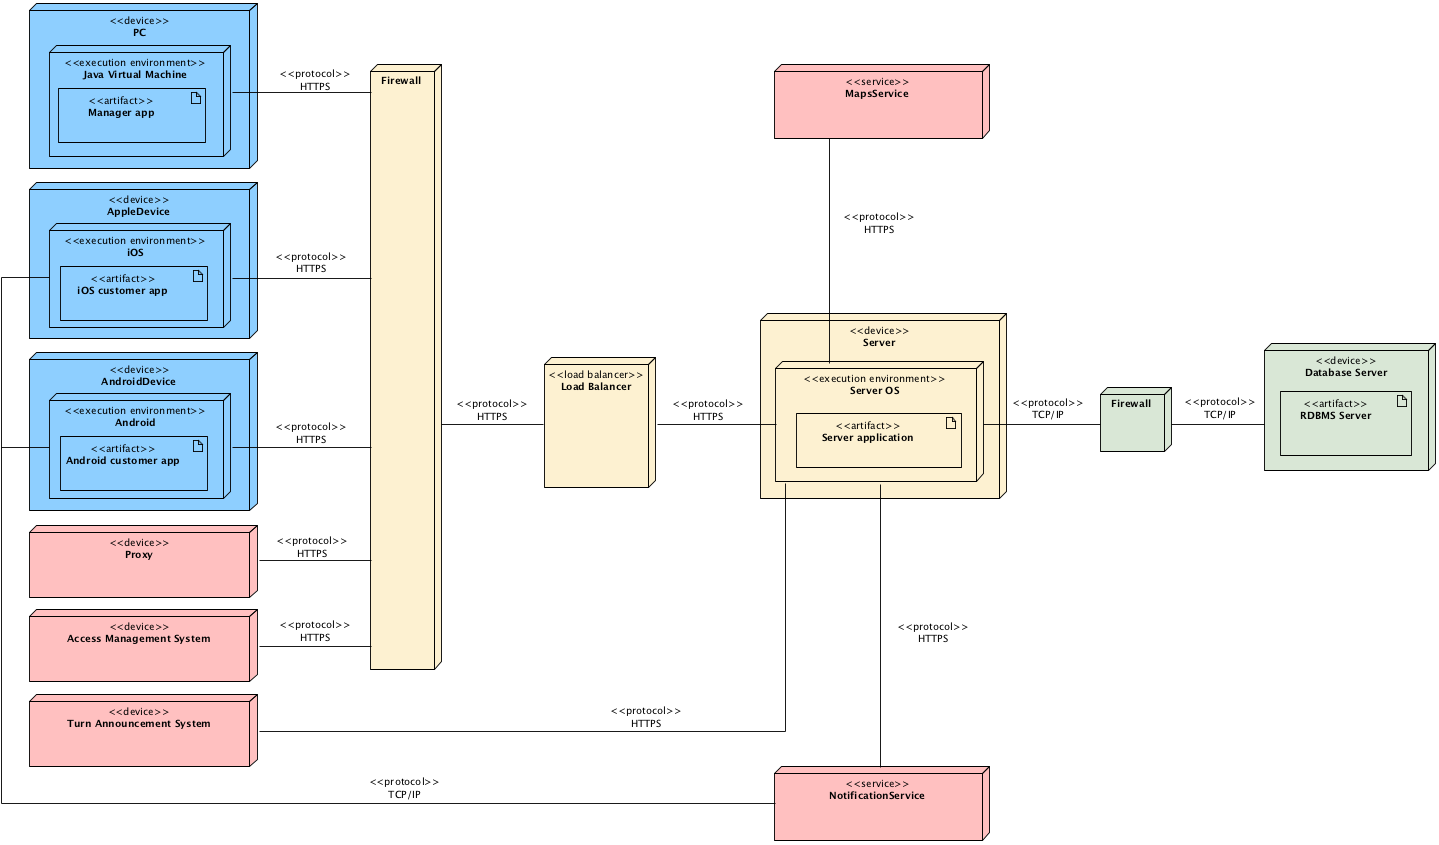 <<device>>
PC
<<execution environment>>
Java Virtual Machine
<<artifact>>
Manager app
<<protocol>>
HTTPS
Firewall
<<service>>
MapsService
<<protocol>>
HTTPS
<<device>>
AppleDevice
<<execution environment>>
iOS
<<artifact>>
iOS customer app
<<protocol>>
HTTPS
<<device>>
AndroidDevice
<<execution environment>>
Android
<<artifact>>
Android customer app
<<protocol>>
HTTPS
<<protocol>>
HTTPS
<<load balancer>>
Load Balancer
<<protocol>>
HTTPS
<<device>>
Server
<<execution environment>>
Server OS
<<artifact>>
Server application
<<protocol>>
TCP/IP
Firewall
<<protocol>>
TCP/IP
<<device>>
Database Server
<<artifact>>
RDBMS Server
<<device>>
Proxy
<<protocol>>
HTTPS
<<device>>
Access Management System
<<protocol>>
HTTPS
<<protocol>>
HTTPS
<<device>>
Turn Announcement System
<<protocol>>
HTTPS
<<protocol>>
TCP/IP
<<service>>
NotificationService